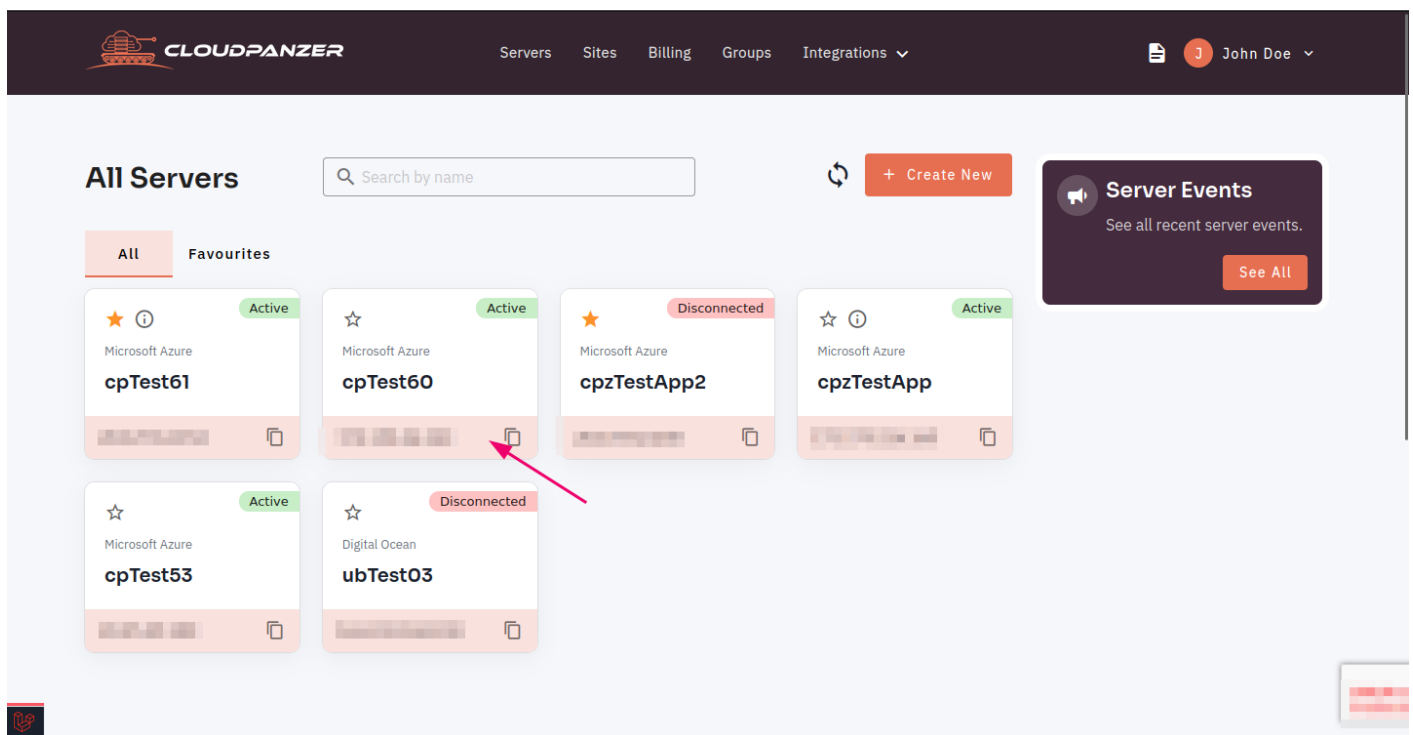 CLOUDPANZER Servers Sites Billing Groups Integrations J John Doe
All Servers Search by name + Create New
Server Events
See all recent server events.
See All
All Favourites
Active
Microsoft Azure
cpTest61
Active
Microsoft Azure
cpTest60
Disconnected
Microsoft Azure
cpzTestApp2
Active
Microsoft Azure
cpzTestApp
Active
Microsoft Azure
cpTest53
Disconnected
Digital Ocean
ubTest03